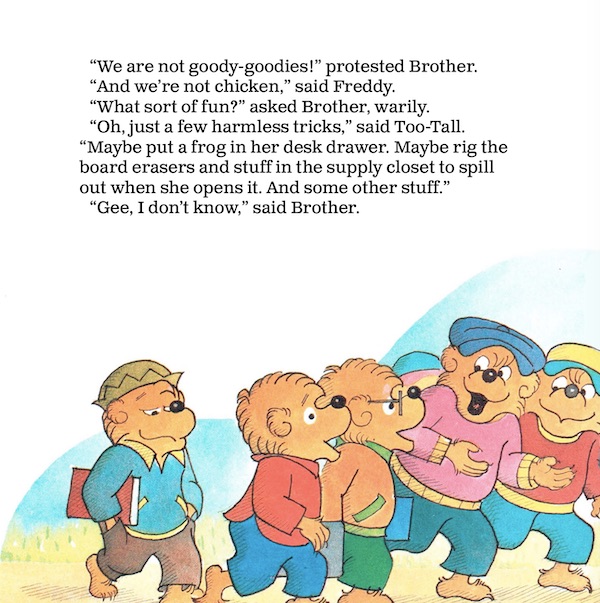 “We are not goody-goodies!” protested Brother.
“And we’re not chicken,” said Freddy.
“What sort of fun?” asked Brother, warily.
“Oh, just a few harmless tricks,” said Too-Tall.
“Maybe put a frog in her desk drawer. Maybe rig the
board erasers and stuff in the supply closet to spill
out when she opens it. And some other stuff.”
“Gee, I don’t know,” said Brother.